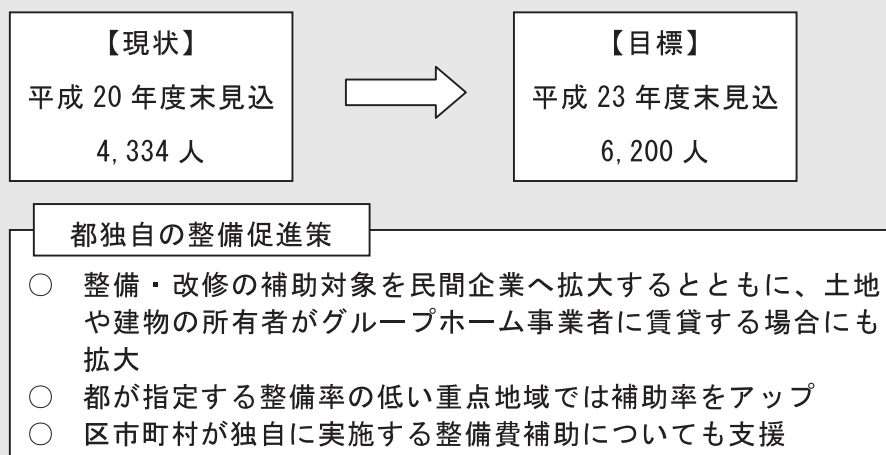 【現状】
平成 20 年度末見込
4,334 人
【目標】
平成 23 年度末見込
6,200 人
都独自の整備促進策
○ 整備・改修の補助対象を民間企業へ拡大するとともに、土地
や建物の所有者がグループホーム事業者に賃貸する場合にも
拡大
○ 都が指定する整備率の低い重点地域では補助率をアップ
○ 区市町村が独自に実施する整備費補助についても支援